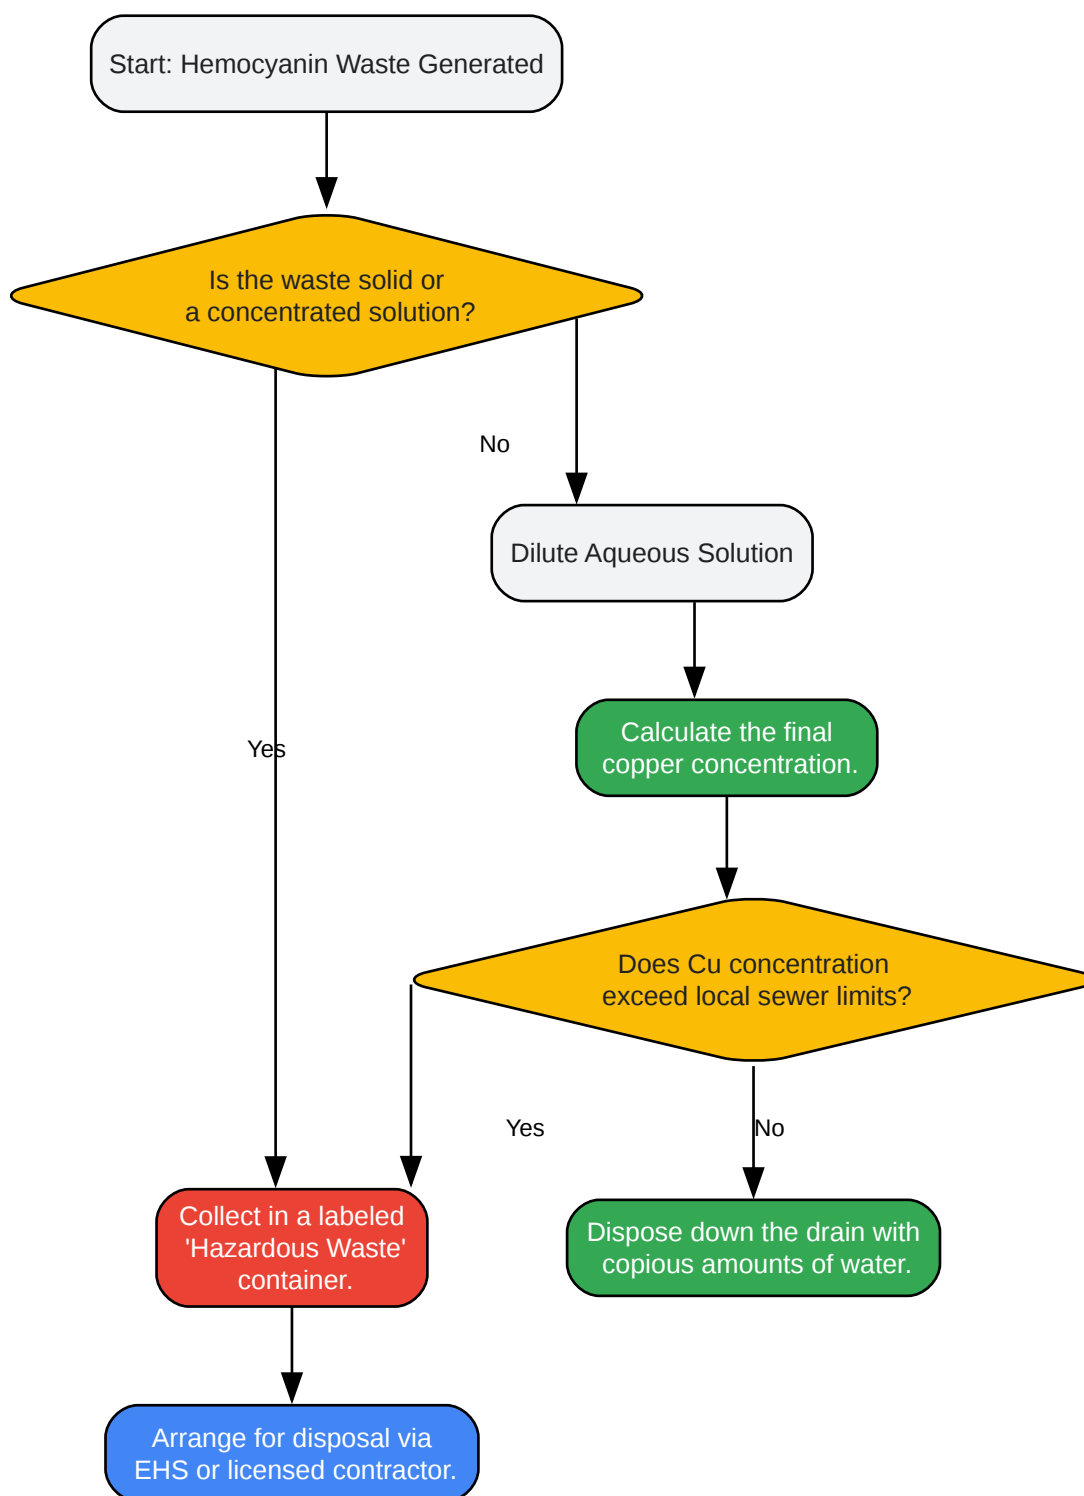 Start: Hemocyanin Waste Generated
Is the waste solid or
a concentrated solution?
No
Dilute Aqueous Solution
Calculate the final
copper concentration.
Yes
Does Cu concentration
exceed local sewer limits?
Yes
No
Collect in a labeled
'Hazardous Waste'
container.
Dispose down the drain with
copious amounts of water.
Arrange for disposal via
EHS or licensed contractor.